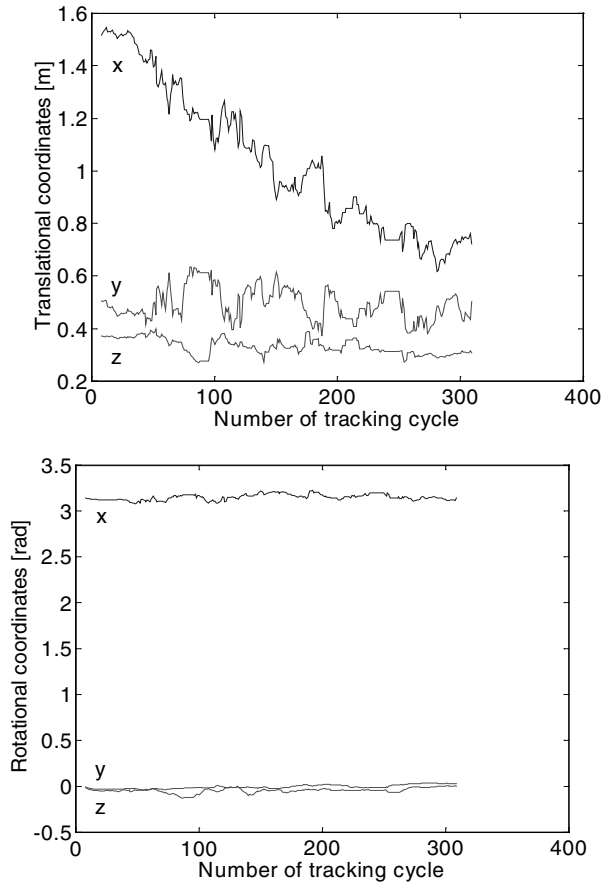 1.6
1.4
1.2
1
0.8
0.6
0.4
0.2
Translational coordinates [m]
x
y
z
0 100 200 300 400
Number of tracking cycle
3.5
3
2.5
2
1.5
1
0.5
0
-0.5
Rotational coordinates [rad]
x
y
z
0 100 200 300 400
Number of tracking cycle